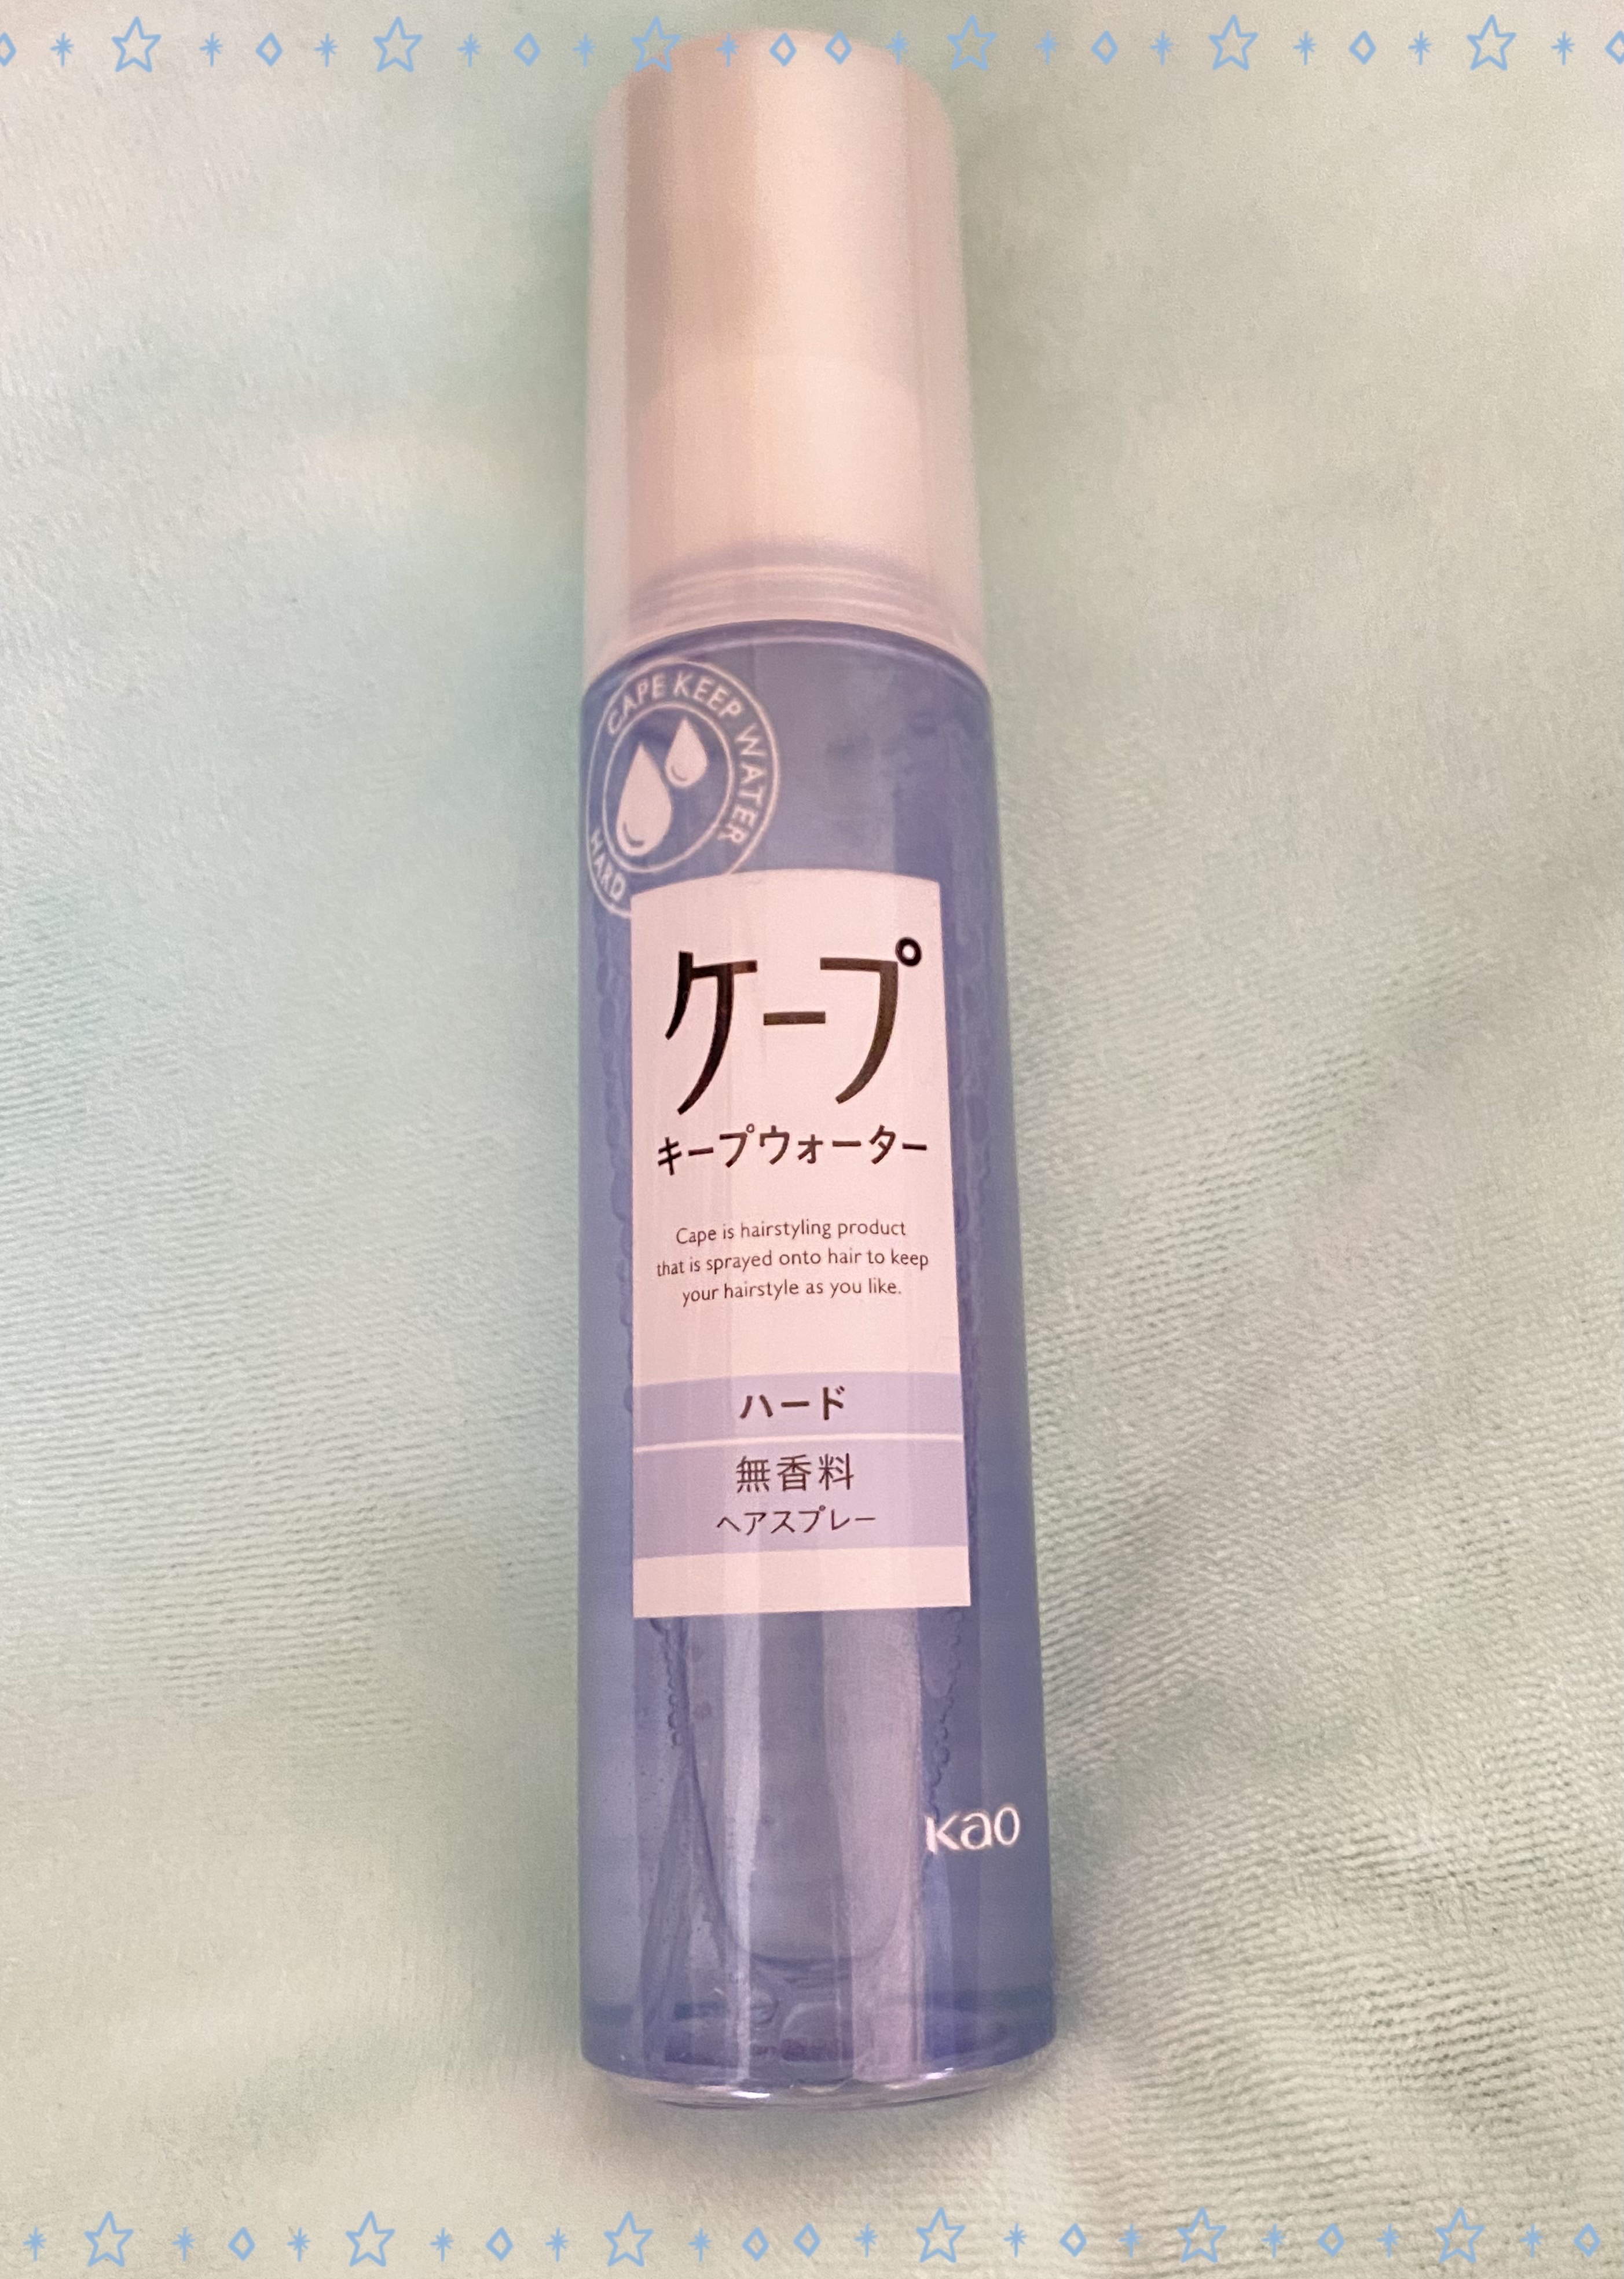 CAPE KEEP WATER
HARD
ケープ
キープウォーター
Cape is hairstyling product
that is sprayed onto hair to keep
your hairstyle as you like.
ハード
無香料
ヘアスプレー
kao